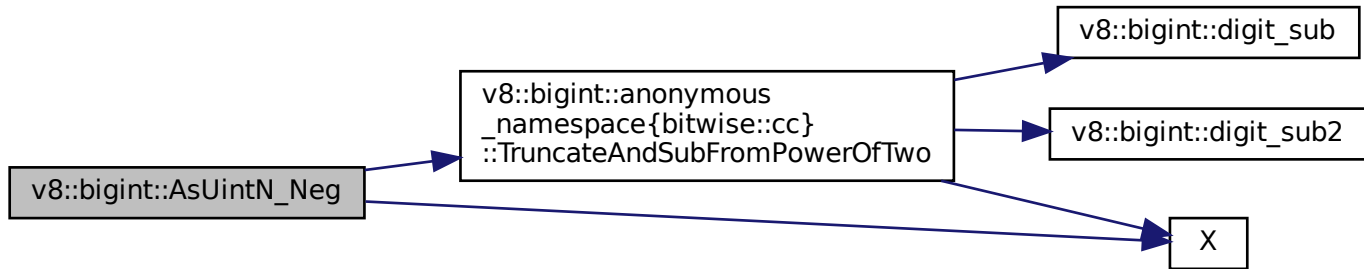 v8::bigint::AsUintN_Neg
v8::bigint::anonymous
_namespace{bitwise::cc}
::TruncateAndSubFromPowerOfTwo
v8::bigint::digit_sub
v8::bigint::digit_sub2
X